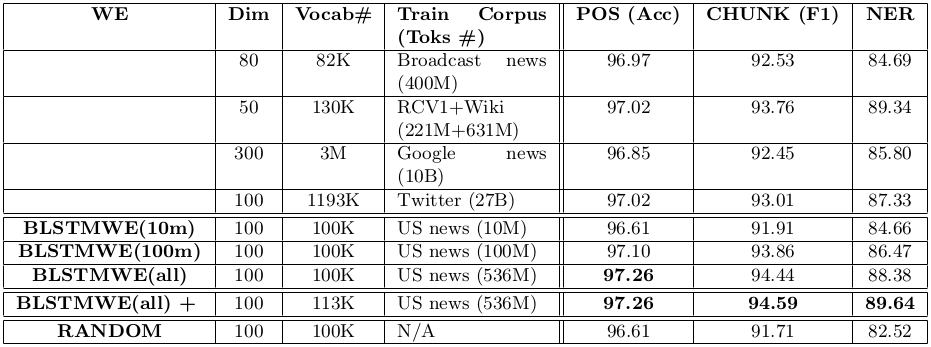 WE Dim Vocab# Train Corpus (Toks #) POS (Acc) CHUNK (F1) NER
80 82K Broadcast news (400M) 96.97 92.53 84.69
50 130K RCV1+Wiki (221M+631M) 97.02 93.76 89.34
300 3M Google news (10B) 96.85 92.45 85.80
100 1193K Twitter (27B) 97.02 93.01 87.33
BLSTMWE(10m) 100 100K US news (10M) 96.61 91.91 84.66
BLSTMWE(100m) 100 100K US news (100M) 97.10 93.86 86.47
BLSTMWE(all) 100 100K US news (536M) 97.26 94.44 88.38
BLSTMWE(all) + 100 113K US news (536M) 97.26 94.59 89.64
RANDOM 100 100K N/A 96.61 91.71 82.52